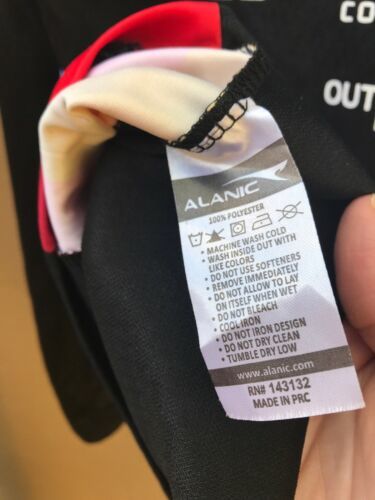 CO
OUT
ALANIC
100% POLYESTER
• MACHINE WASH COLD
• WASH INSIDE OUT WITH
LIKE COLORS
• DO NOT USE SOFTENERS
• REMOVE IMMEDIATELY
• DO NOT ALLOW TO LAY
ON ITSELF WHEN WET
• DO NOT BLEACH
• COOL IRON
• DO NOT IRON DESIGN
• DO NOT DRY CLEAN
• TUMBLE DRY LOW
www.alanic.com
RN# 143132
MADE IN PRC